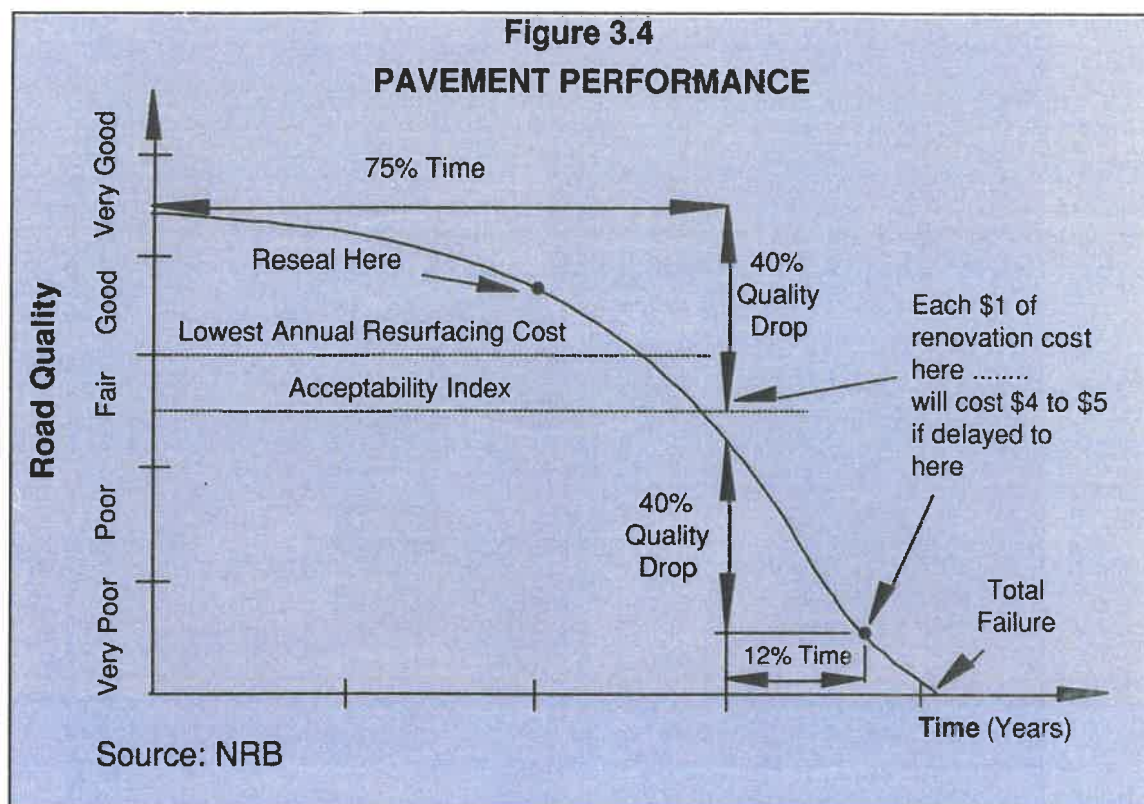 Figure 3.4
PAVEMENT PERFORMANCE
Road Quality
Very Good
Good
Fair
Poor
Very Poor
75% Time
Reseal Here
40%
Quality
Drop
Lowest Annual Resurfacing Cost
Acceptability Index
Each $1 of
renovation cost
here ........
will cost $4 to $5
if delayed to
here
40%
Quality
Drop
12% Time
Total
Failure
Time (Years)
Source: NRB